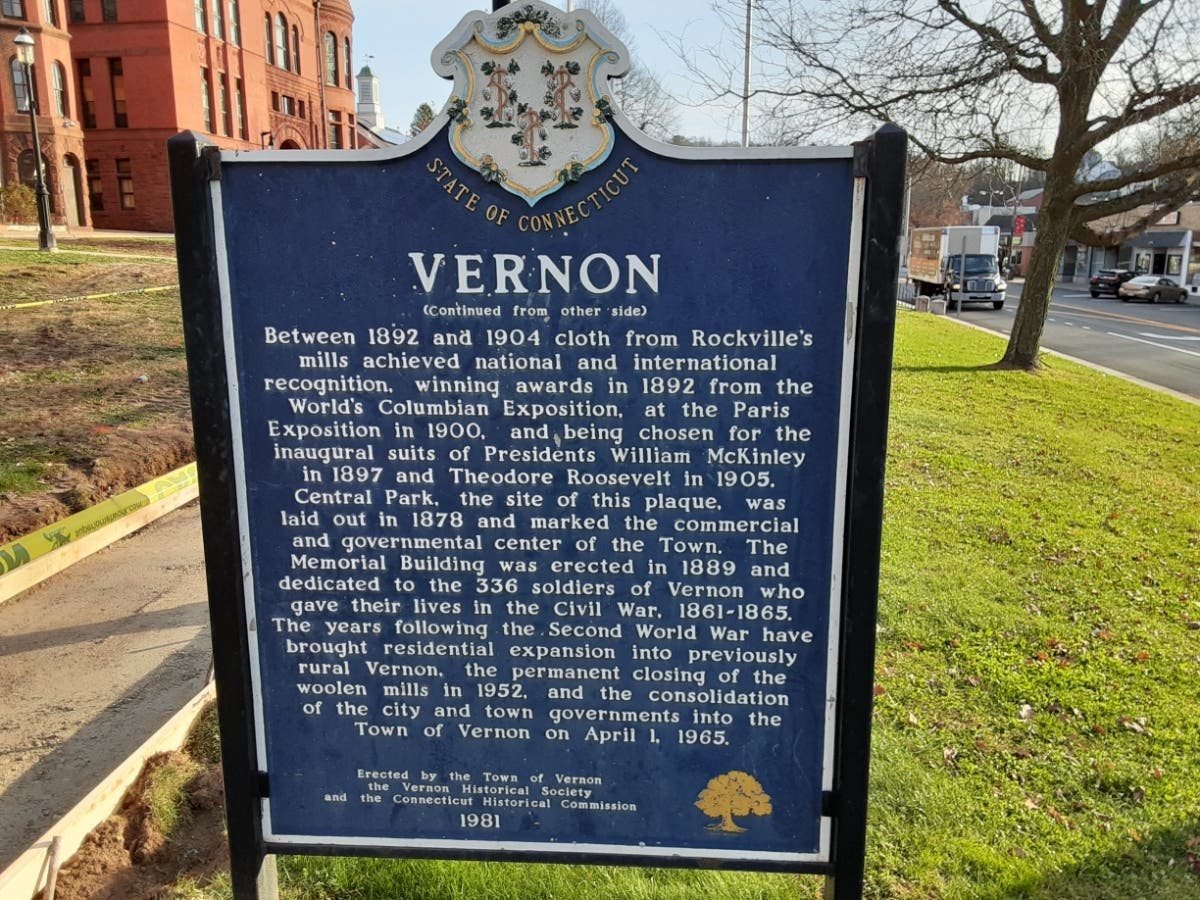 STATE OF CONNECTICUT
VERNON
(Continued from other side)
Between 1892 and 1904 cloth from Rockville's
mills achieved national and international
recognition, winning awards in 1892 from the
World's Columbian Exposition, at the Paris
Exposition in 1900, and being chosen for the
inaugural suits of Presidents William McKinley
in 1897 and Theodore Roosevelt in 1905.
Central Park, the site of this plaque, was
laid out in 1878 and marked the commercial
and governmental center of the Town. The
Memorial Building was erected in 1889 and
dedicated to the 336 soldiers of Vernon who
gave their lives in the Civil War, 1861-1865.
The years following the Second World War have
brought residential expansion into previously
rural Vernon, the permanent closing of the
woolen mills in 1952, and the consolidation
of the city and town governments into the
Town of Vernon on April 1, 1965.
Erected by the Town of Vernon
the Vernon Historical Society
and the Connecticut Historical Commission
1981